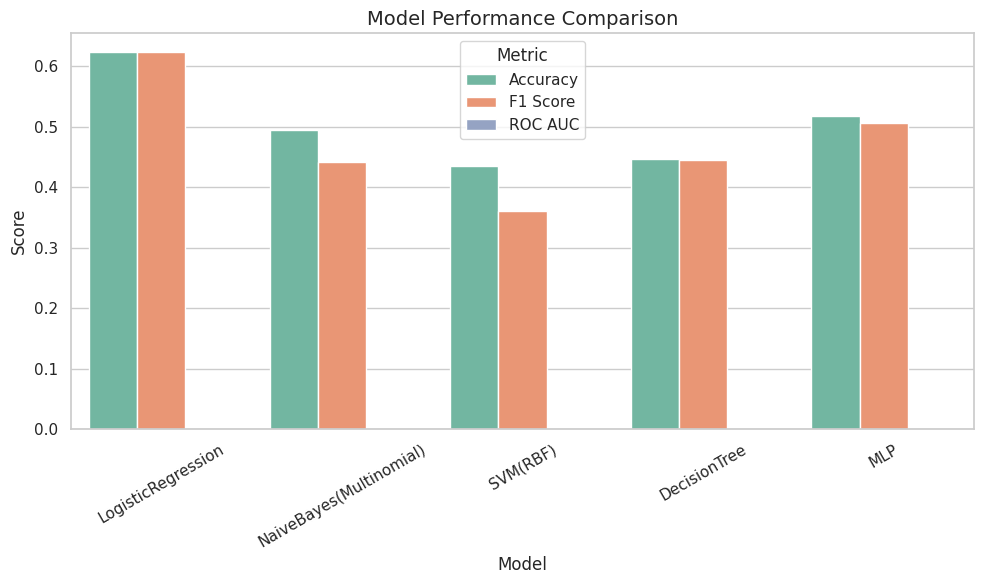 Model Performance Comparison
Metric
Accuracy
F1 Score
ROC AUC
Score
0.6
0.5
0.4
0.3
0.2
0.1
0.0
LogisticRegression
NaiveBayes(Multinomial)
SVM(RBF)
DecisionTree
MLP
Model